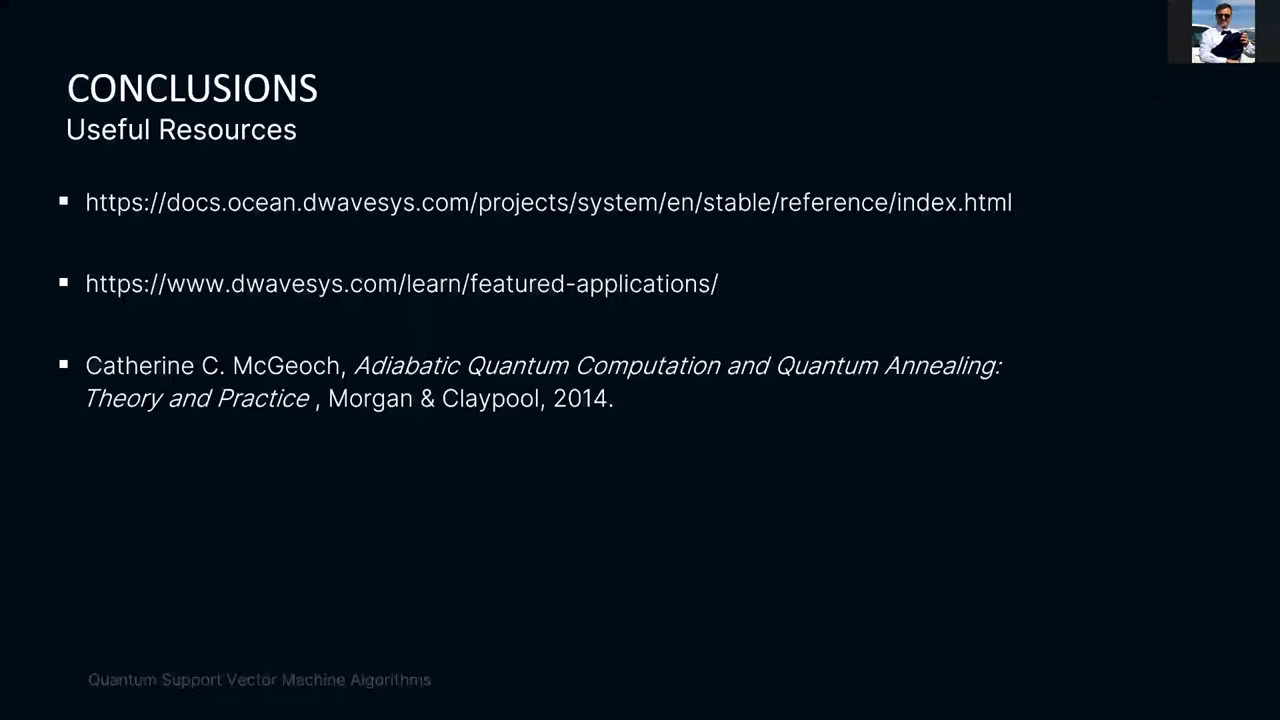 CONCLUSIONS
Useful Resources
▪ https://docs.ocean.dwavesys.com/projects/system/en/stable/reference/index.html
▪ https://www.dwavesys.com/learn/featured-applications/
▪ Catherine C. McGeoch, Adiabatic Quantum Computation and Quantum Annealing:
Theory and Practice , Morgan & Claypool, 2014.
Quantum Support Vector Machine Algorithms